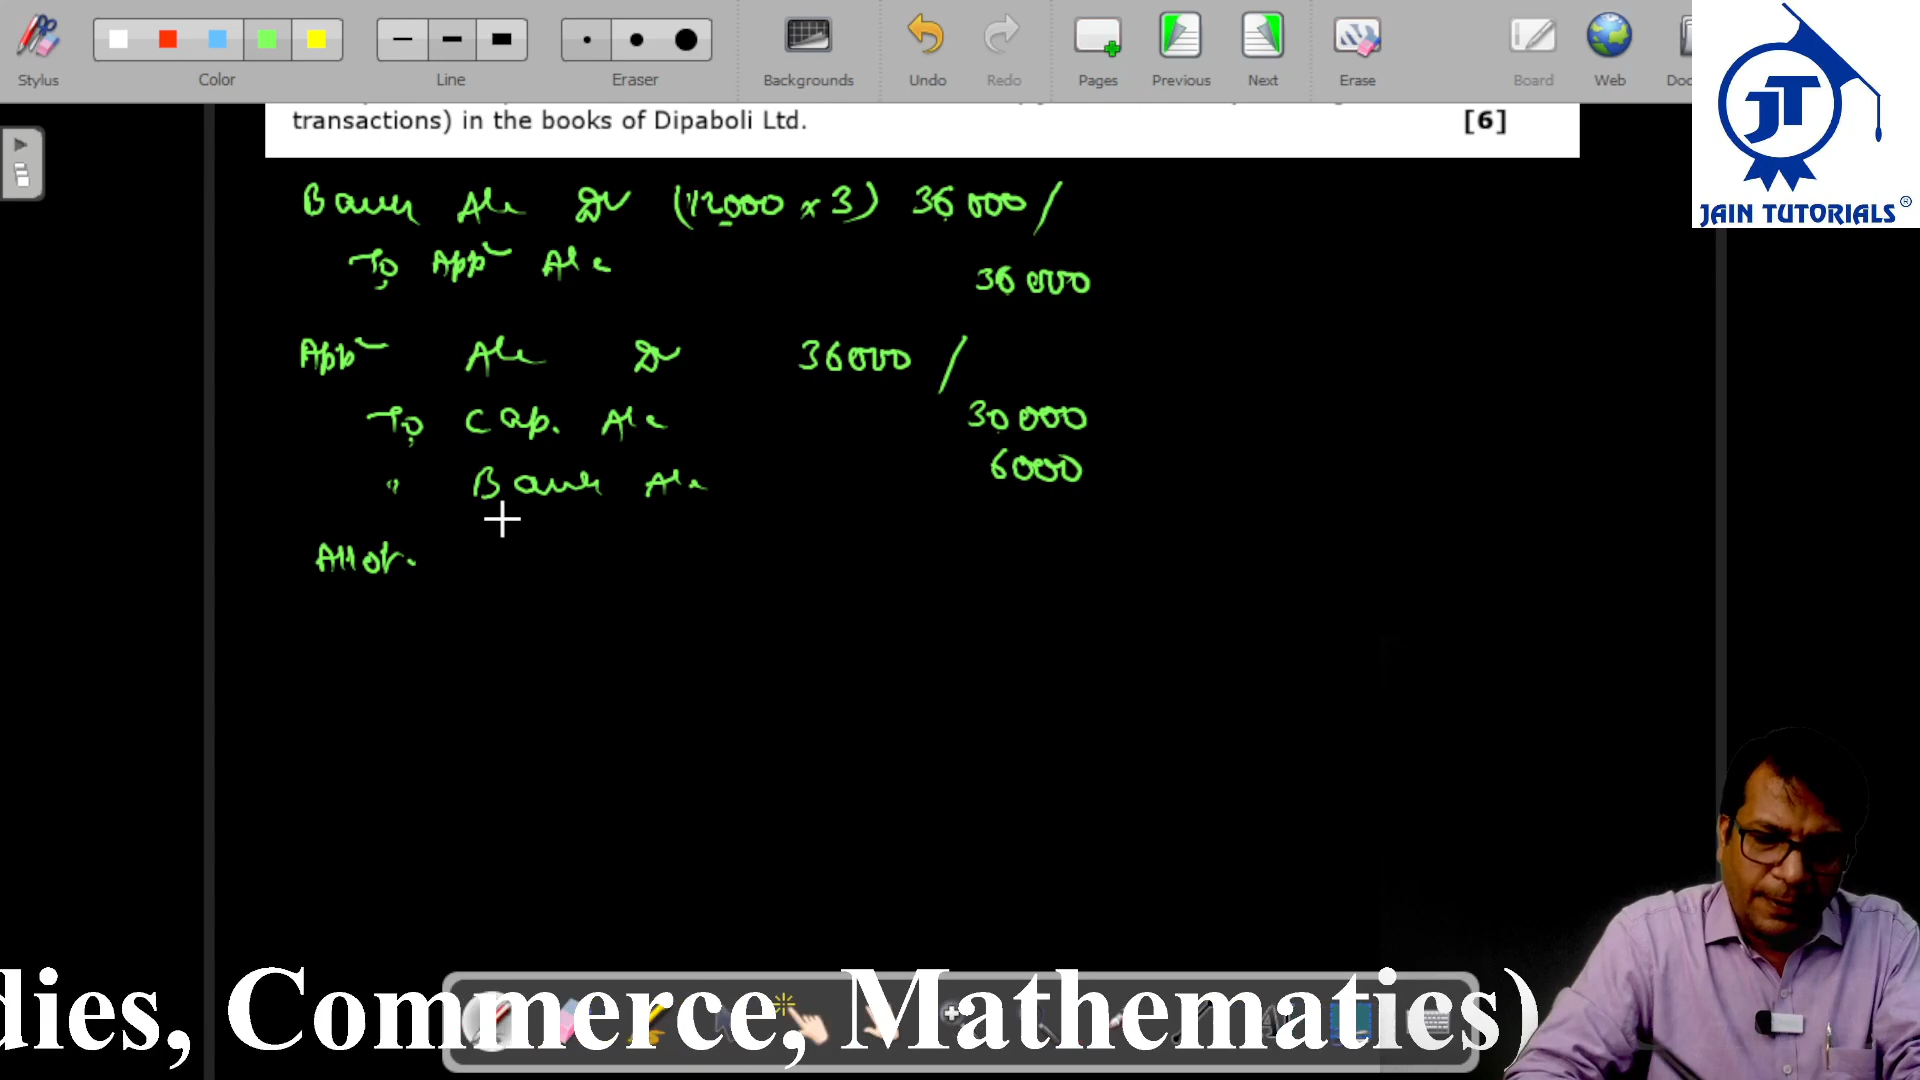 Stylus
Color
Line
Eraser
Backgrounds
Undo
Redo
Pages
Previous
Next
Erase
Board
Web
JT
JAIN TUTORIALS®
transactions) in the books of Dipaboli Ltd. [6]
Bank A/c Dr (12000 x 3) 36000 /
To App A/c 36000
App A/c Dr 36000 /
To Cap. A/c 30000
" Bank A/c 6000
Allot.
dies, Commerce, Mathematics)